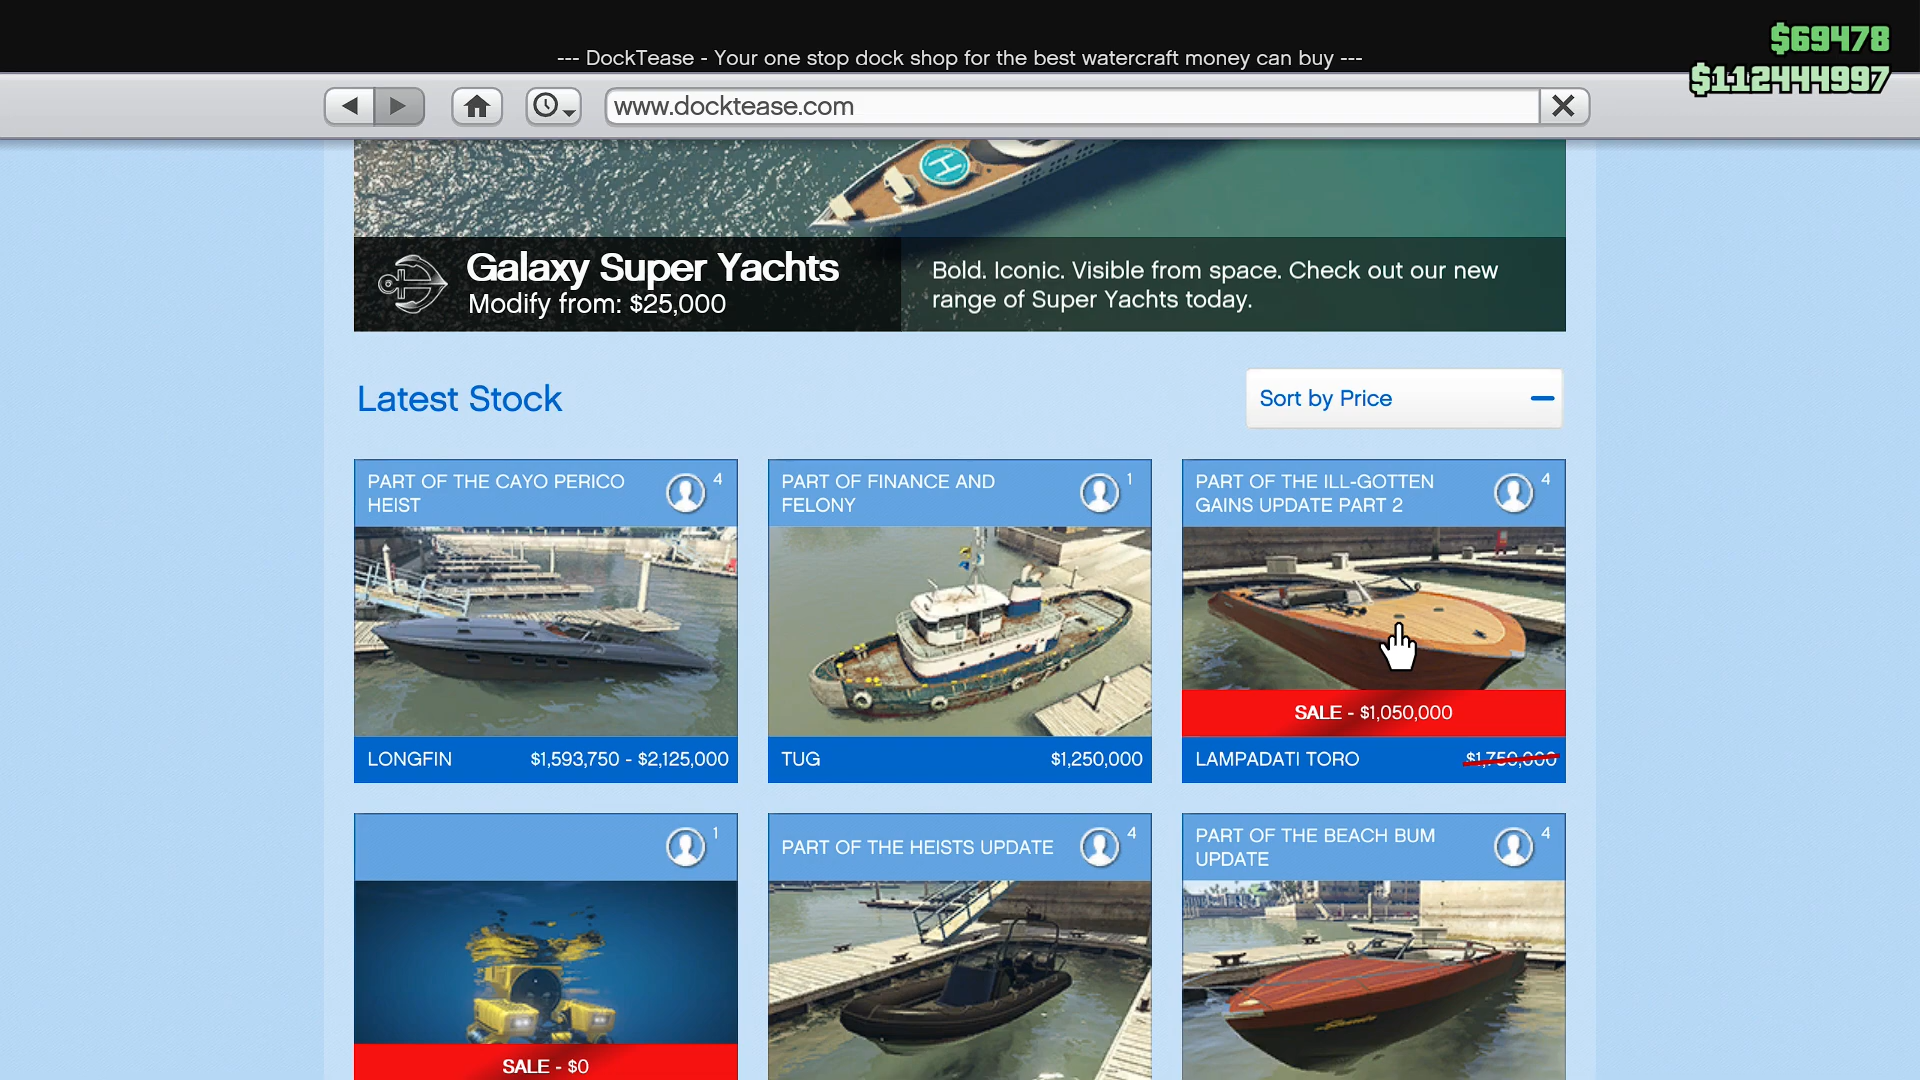 --- DockTease - Your one stop dock shop for the best watercraft money can buy ---
$69478
$112444997
www.docktease.com
Galaxy Super Yachts
Modify from: $25,000
Bold. Iconic. Visible from space. Check out our new
range of Super Yachts today.
Latest Stock
Sort by Price
PART OF THE CAYO PERICO
HEIST
4
LONGFIN
$1,593,750 - $2,125,000
PART OF FINANCE AND
FELONY
1
TUG
$1,250,000
PART OF THE ILL-GOTTEN
GAINS UPDATE PART 2
4
SALE - $1,050,000
LAMPADATI TORO
$1,750,000
1
SALE - $0
PART OF THE HEISTS UPDATE
4
PART OF THE BEACH BUM
UPDATE
4